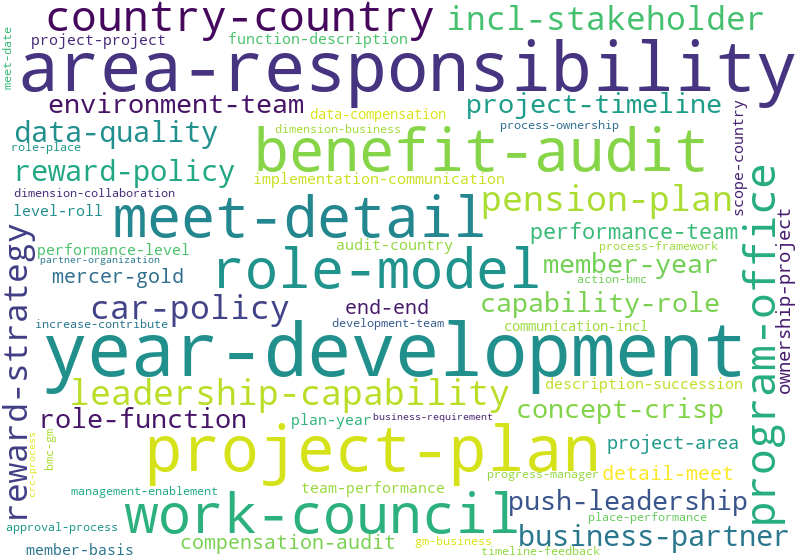 country-country
incl-stakeholder
meet-date
project-project
function-description
area-responsibility
environment-team
data-compensation
project-timeline
data-quality
dimension-business
process-ownership
benefit-audit
scope-country
role-place
reward-policy
implementation-communication
dimension-collaboration
pension-plan
level-roll
meet-detail
performance-team
program-office
ownership-project
reward-strategy
performance-level
audit-country
process-framework
partner-organization
role-model
member-year
mercer-gold
action-bmc
car-policy
end-end
capability-role
increase-contribute
development-team
communication-incl
year-development
leadership-capability
description-succession
role-function
plan-year
business-requirement
concept-crisp
project-plan
project-area
bmc-gm
crc-process
progress-manager
detail-meet
management-enablement
team-performance
work-council
push-leadership
approval-process
place-performance
business-partner
member-basis
compensation-audit
gm-business
timeline-feedback